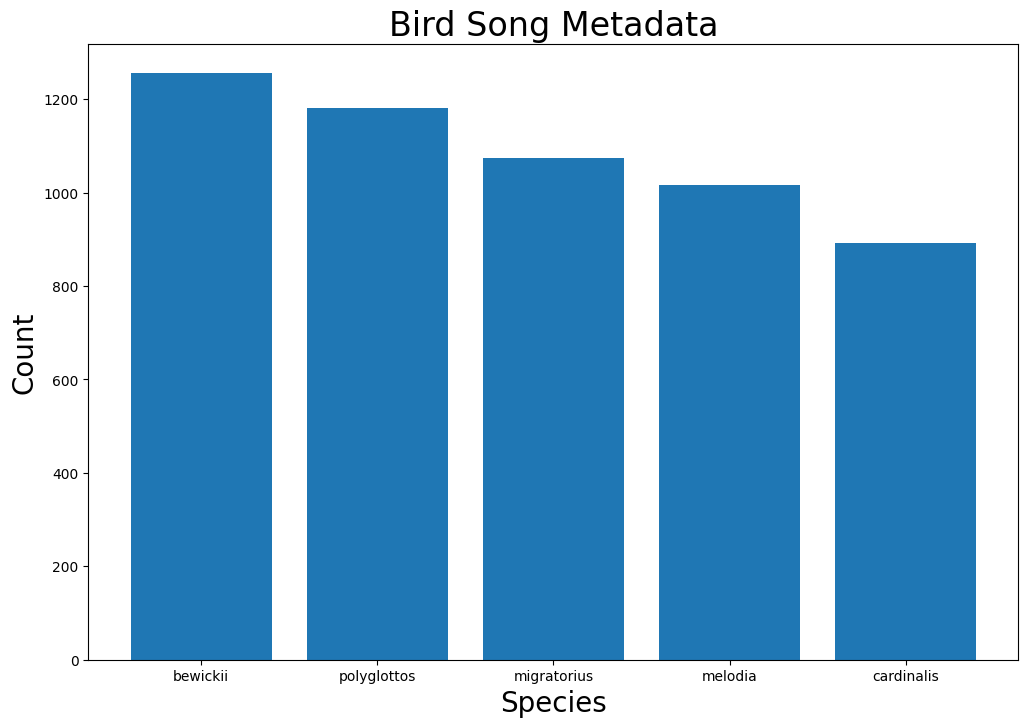 Bird Song Metadata
Count
1200
1000
800
600
400
200
0
bewickii polyglottos migratorius melodia cardinalis
Species